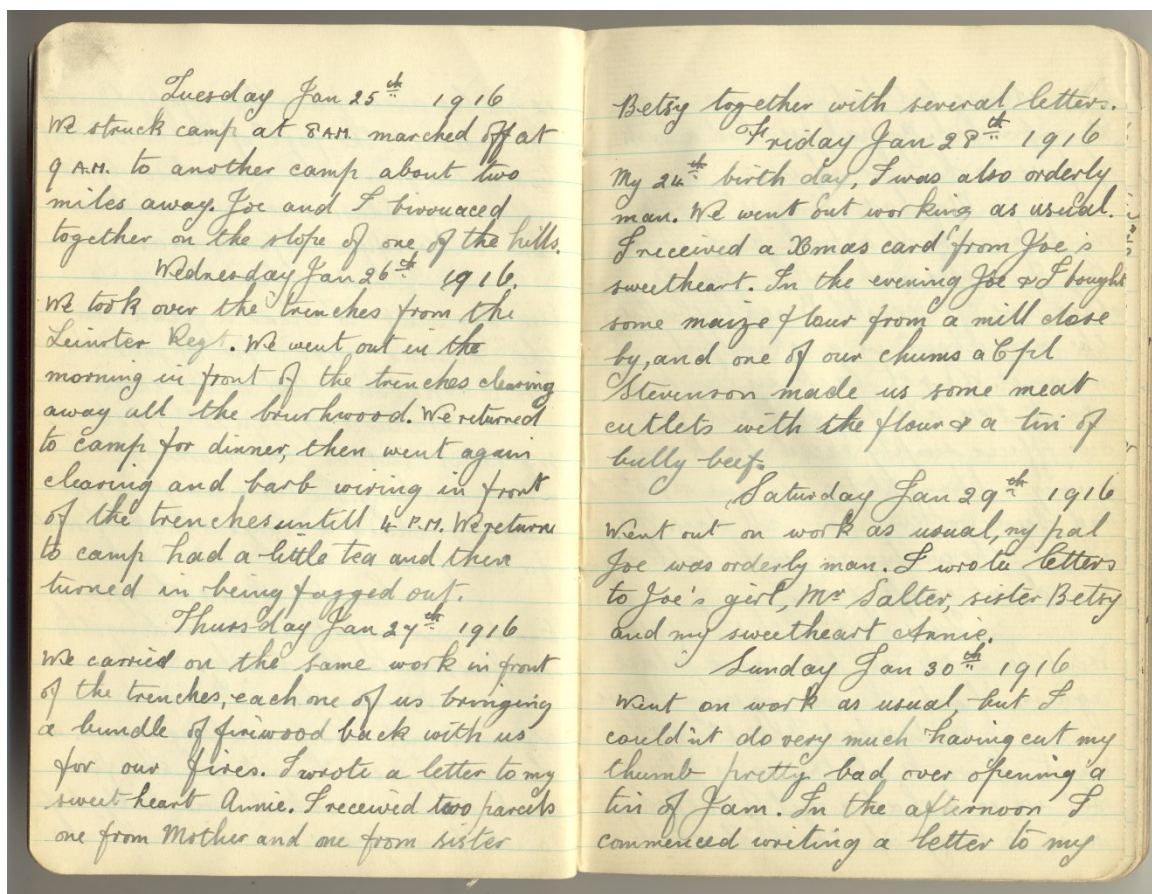 Tuesday Jan 25th 1916
We struck camp at 8 A.M. marched off at
9 A.M. to another camp about two
miles away. Joe and I bivouaced
together on the slope of one of the hills.
Wednesday Jan 26th 1916.
We took over the trenches from the
Leinster Regt. We went out in the
morning in front of the trenches clearing
away all the brushwood. We returned
to camp for dinner, then went again
clearing and barb wiring in front
of the trenches untill 4 P.M. We return
to camp had a little tea and then
turned in being fagged out.
Thursday Jan 27th 1916
We carried on the same work in front
of the trenches, each one of us bringing
a bundle of firewood back with us
for our fires. I wrote a letter to my
sweetheart Annie. I received two parcels
one from Mother and one from sister
Betsy together with several letters.
Friday Jan 28th 1916
My 24th birth day, I was also orderly
man. We went out working as usual.
I received a Xmas card from Joe's
sweetheart. In the evening Joe & I bought
some maize flour from a mill close
by, and one of our chums a Cpl
Stevenson made us some meat
cutlets with the flour & a tin of
bully beef.
Saturday Jan 29th 1916
Went out on work as usual, my pal
Joe was orderly man. I wrote letters
to Joe's girl, Mr Salter, sister Betsy
and my sweetheart Annie.
Sunday Jan 30th 1916
Went on work as usual, but I
could'nt do very much having cut my
thumb pretty bad over opening a
tin of Jam. In the afternoon I
commenced writing a letter to my